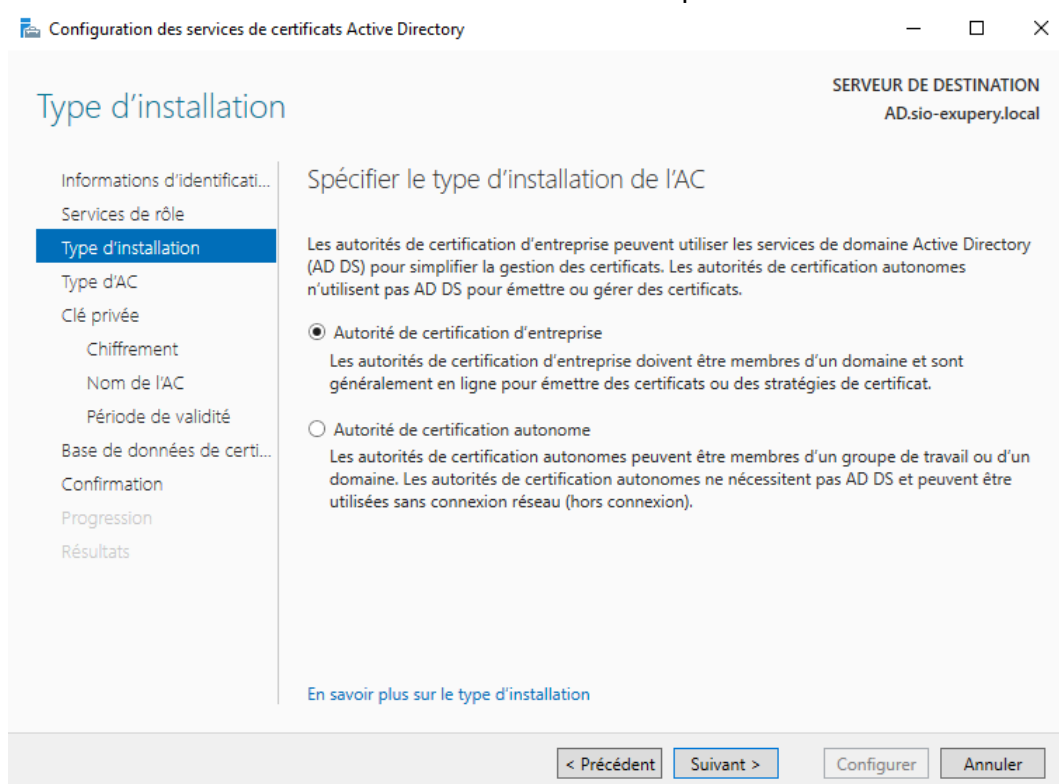 Configuration des services de certificats Active Directory
Type d'installation
SERVEUR DE DESTINATION
AD.sio-exupery.local
Informations d'identificati...
Services de rôle
Type d'installation
Type d'AC
Clé privée
Chiffrement
Nom de l'AC
Période de validité
Base de données de certi...
Confirmation
Progression
Résultats
Spécifier le type d'installation de l'AC
Les autorités de certification d'entreprise peuvent utiliser les services de domaine Active Directory
(AD DS) pour simplifier la gestion des certificats. Les autorités de certification autonomes
n'utilisent pas AD DS pour émettre ou gérer des certificats.
Autorité de certification d'entreprise
Les autorités de certification d'entreprise doivent être membres d'un domaine et sont
généralement en ligne pour émettre des certificats ou des stratégies de certificat.
Autorité de certification autonome
Les autorités de certification autonomes peuvent être membres d'un groupe de travail ou d'un
domaine. Les autorités de certification autonomes ne nécessitent pas AD DS et peuvent être
utilisées sans connexion réseau (hors connexion).
En savoir plus sur le type d'installation
< Précédent
Suivant >
Configurer
Annuler